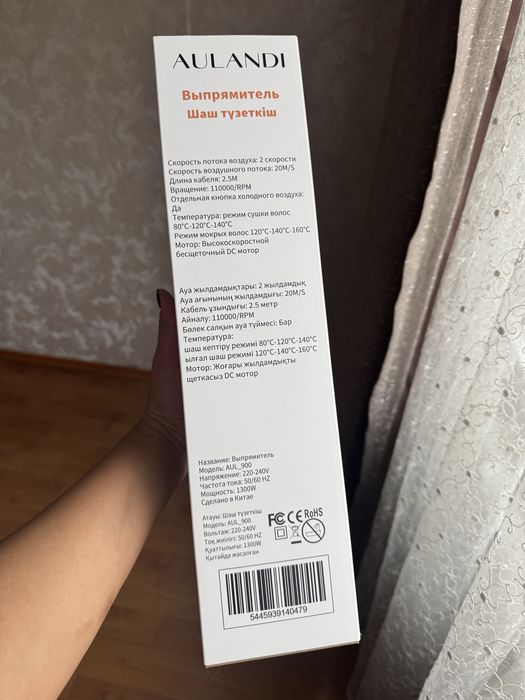 AULANDI
Выпрямитель
Шаш түзеткіш
Скорость потока воздуха: 2 скорости
Скорость воздушного потока: 20M/S
Длина кабеля: 2.5M
Вращение: 110000/RPM
Отдельная кнопка холодного воздуха:
Да
Температура: режим сушки волос
80°C-120°C-140°C
Режим мокрых волос 120°C-140°C-160°C
Мотор: Высокоскоростной
бесщеточный DC мотор
Ауа жылдамдықтары: 2 жылдамдық
Ауа ағынының жылдамдығы: 20M/S
Кабель ұзындығы: 2.5 метр
Айналу: 110000/RPM
Бөлек салқын ауа түймесі: Бар
Температура:
шаш кептіру режимі 80°C-120°C-140°C
ылғал шаш режимі 120°C-140°C-160°C
Мотор: Жоғары жылдамдықты
щеткасыз DC мотор
Название: Выпрямитель
Модель: AUL_900
Напряжение: 220-240V
Частота тока: 50/60 HZ
Мощность: 1300W
Сделано в Китае
Атауы: Шаш түзеткіш
Модель: AUL_900
Вольтаж: 220-240V
Тоқ жиілігі: 50/60 HZ
Қуаттылығы: 1300W
Қытайда жасалған
FC CE RoHS
5445939140479